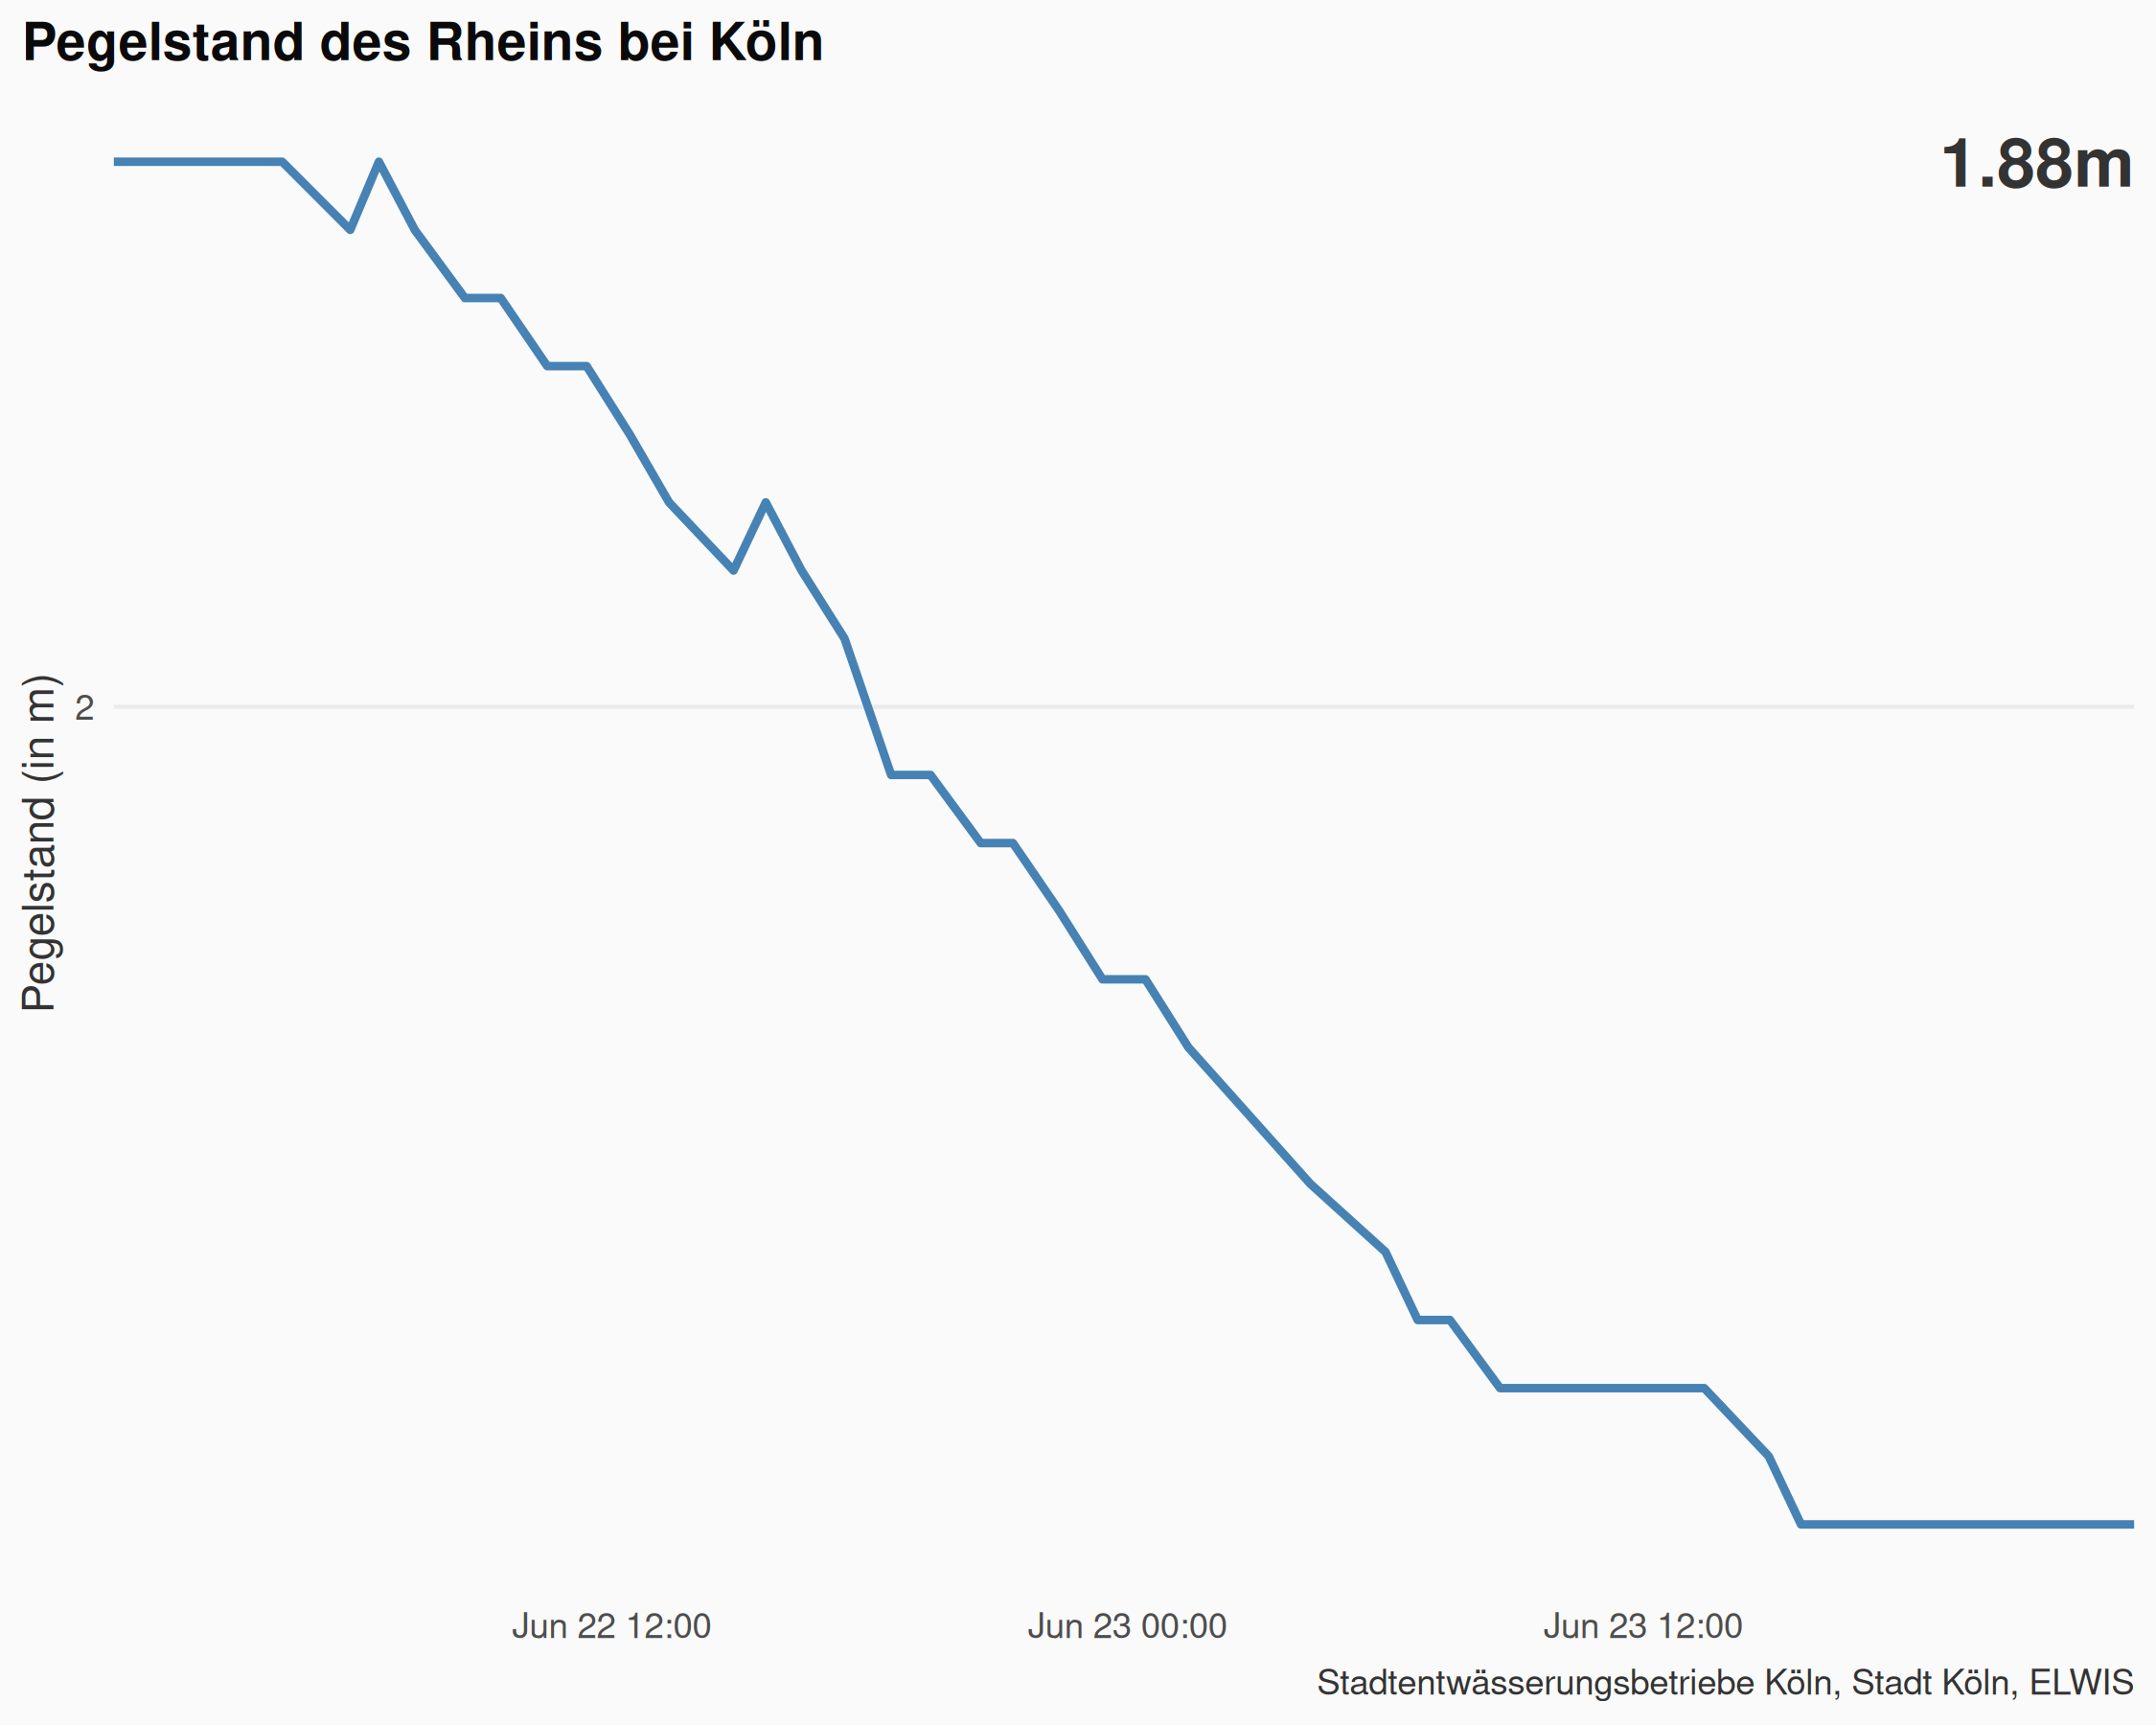 Pegelstand des Rheins bei Köln
1.88m
Pegelstand (in m)
2
Jun 22 12:00
Jun 23 00:00
Jun 23 12:00
Stadtentwässerungsbetriebe Köln, Stadt Köln, ELWIS